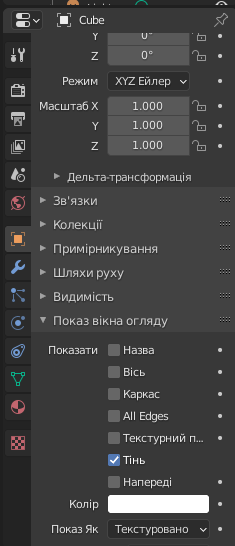 Cube
Y 0°
Z 0°
Режим XYZ Ейлер
Масштаб X 1.000
Y 1.000
Z 1.000
Дельта-трансформація
Зв'язки
Колекції
Примірникування
Шляхи руху
Видимість
Показ вікна огляду
Показати Назва
Вісь
Каркас
All Edges
Текстурний п...
Тінь
Напереді
Колір
Показ Як Текстуровано